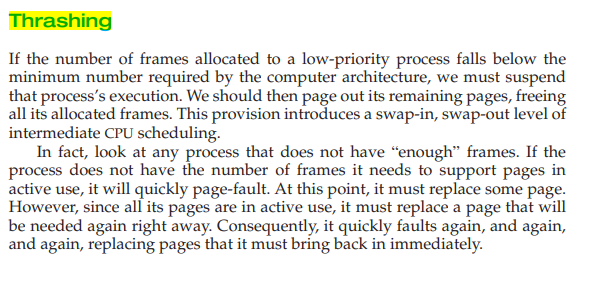 Thrashing
If the number of frames allocated to a low-priority process falls below the
minimum number required by the computer architecture, we must suspend
that process’s execution. We should then page out its remaining pages, freeing
all its allocated frames. This provision introduces a swap-in, swap-out level of
intermediate CPU scheduling.
In fact, look at any process that does not have “enough” frames. If the
process does not have the number of frames it needs to support pages in
active use, it will quickly page-fault. At this point, it must replace some page.
However, since all its pages are in active use, it must replace a page that will
be needed again right away. Consequently, it quickly faults again, and again,
and again, replacing pages that it must bring back in immediately.